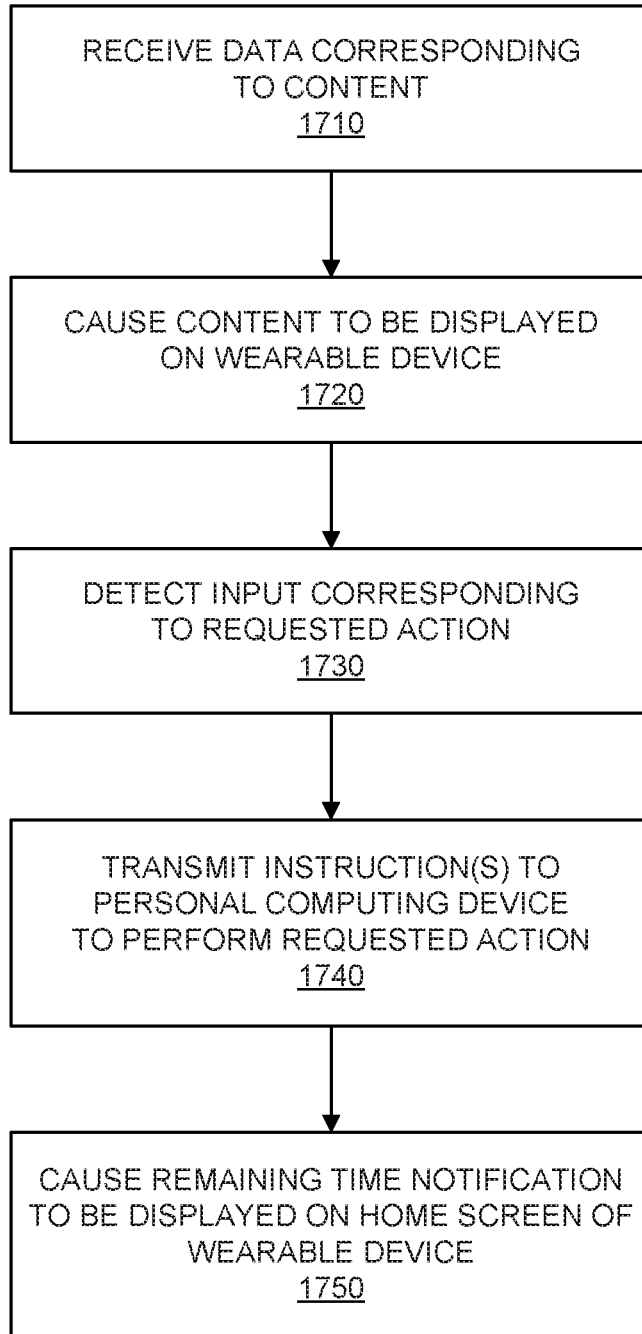 RECEIVE DATA CORRESPONDING
TO CONTENT
1710
CAUSE CONTENT TO BE DISPLAYED
ON WEARABLE DEVICE
1720
DETECT INPUT CORRESPONDING
TO REQUESTED ACTION
1730
TRANSMIT INSTRUCTION(S) TO
PERSONAL COMPUTING DEVICE
TO PERFORM REQUESTED ACTION
1740
CAUSE REMAINING TIME NOTIFICATION
TO BE DISPLAYED ON HOME SCREEN OF
WEARABLE DEVICE
1750